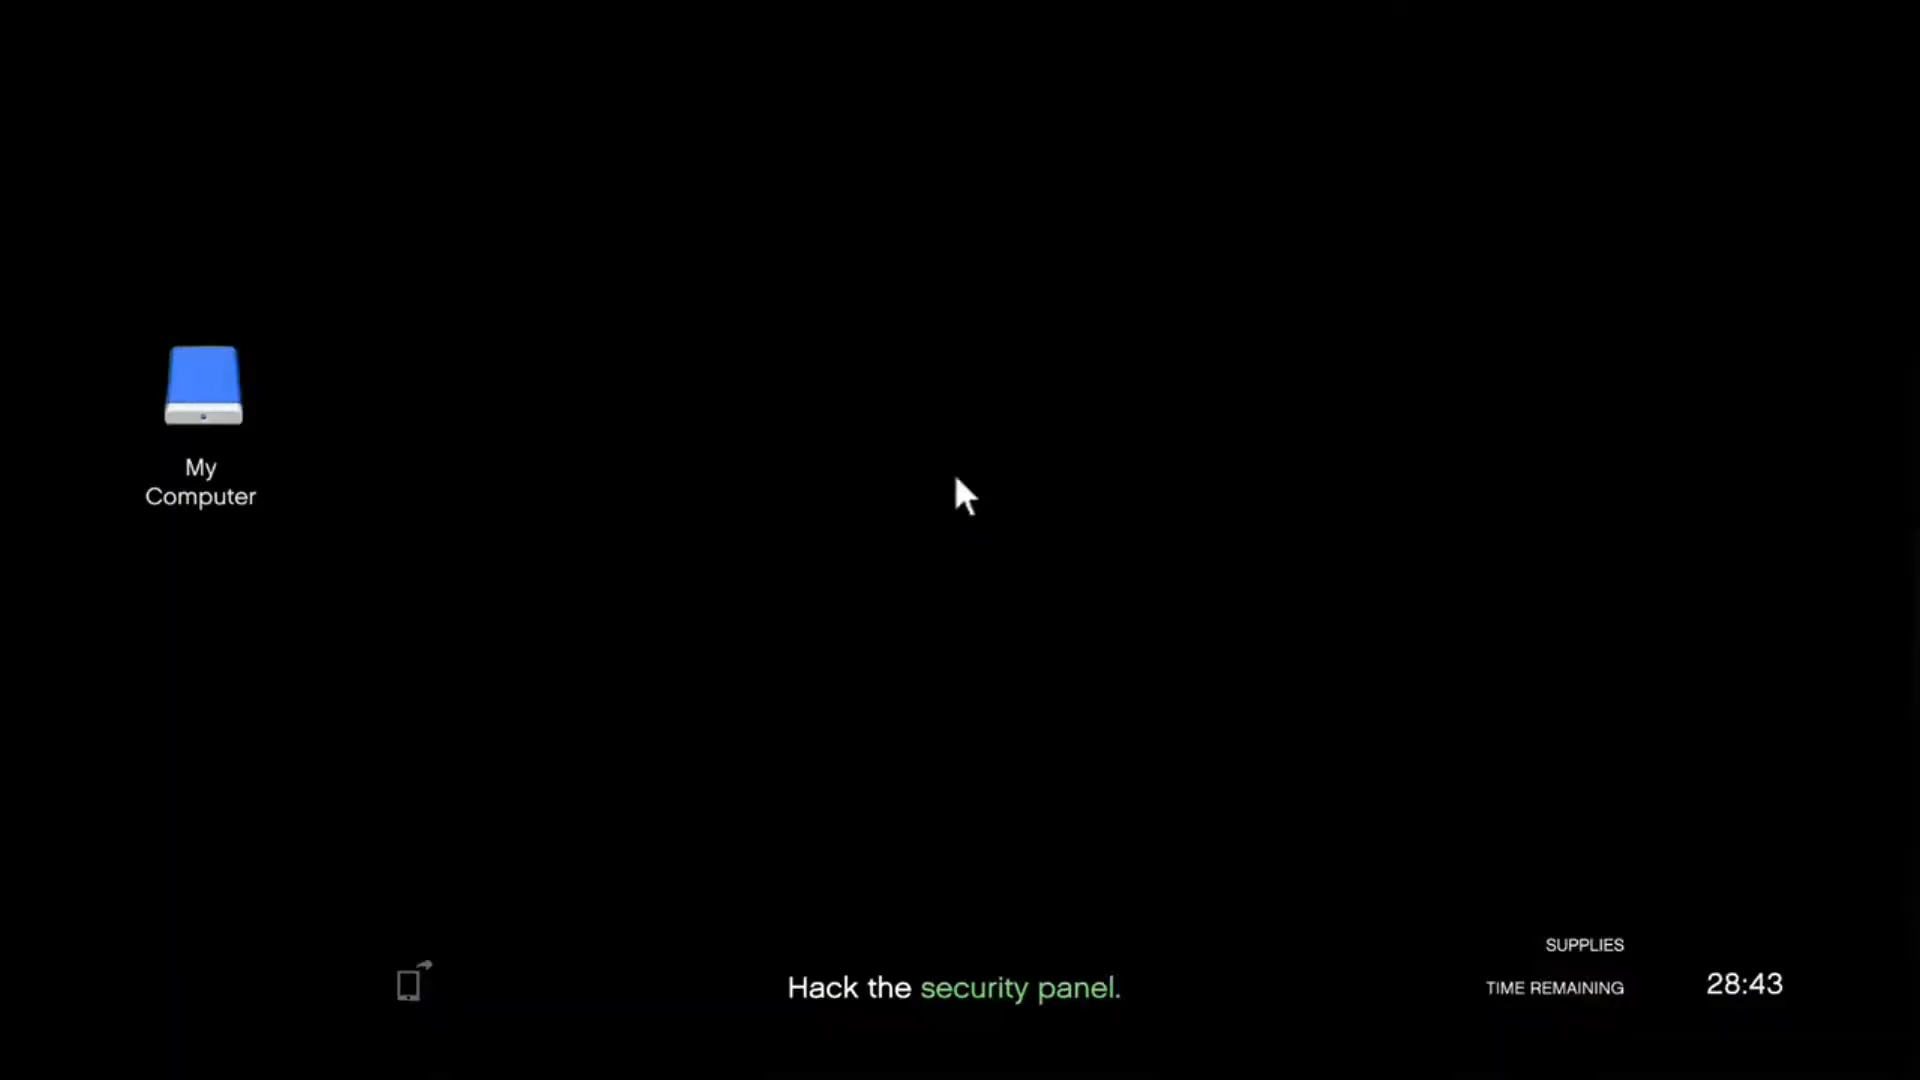 My
Computer
SUPPLIES
Hack the security panel.
TIME REMAINING
28:43